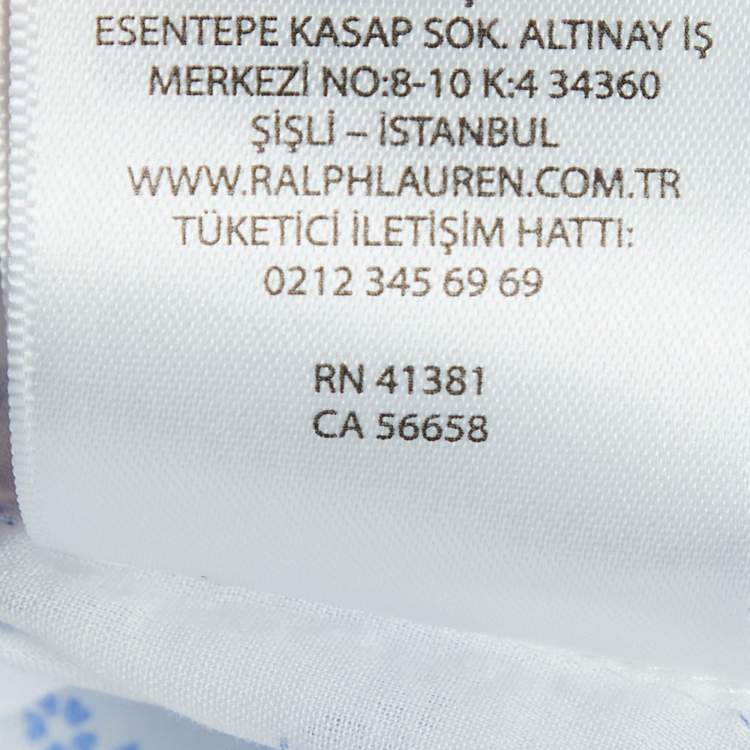 ESENTEPE KASAP SOK. ALTINAY İŞ
MERKEZİ NO:8-10 K:4 34360
ŞİŞLİ – İSTANBUL
WWW.RALPHLAUREN.COM.TR
TÜKETİCİ İLETİŞİM HATTI:
0212 345 69 69
RN 41381
CA 56658